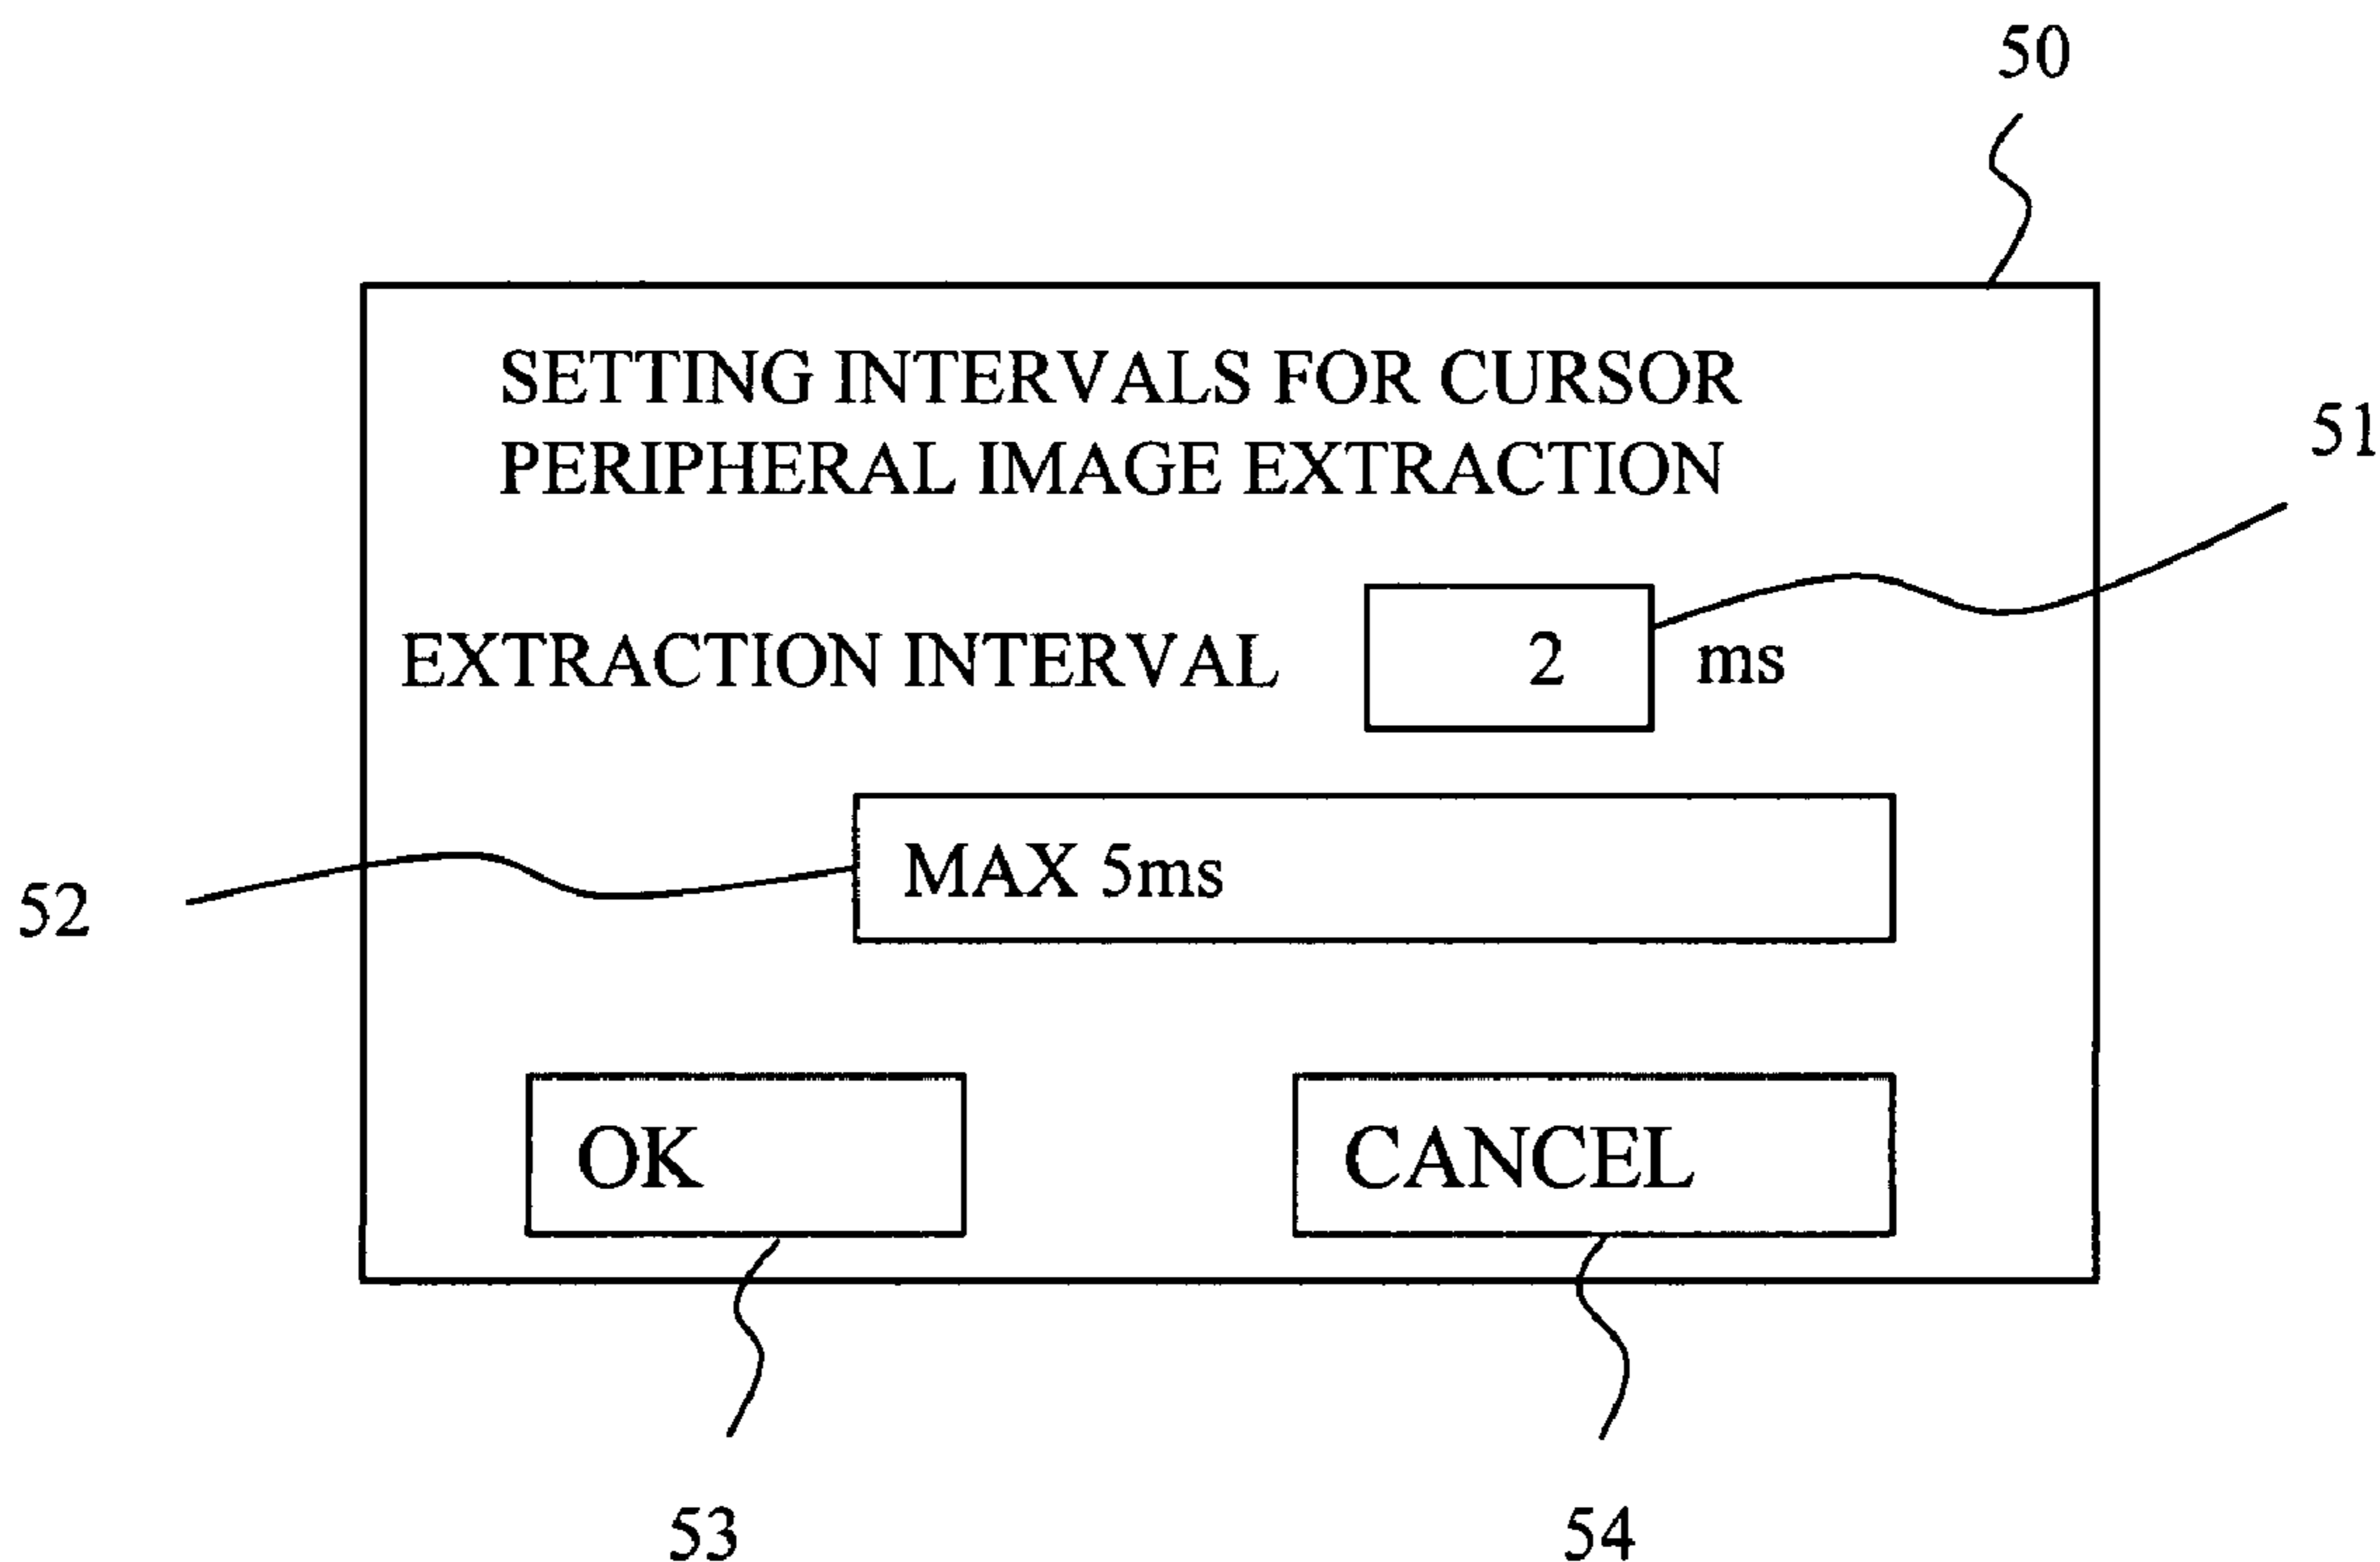 50
SETTING INTERVALS FOR CURSOR
PERIPHERAL IMAGE EXTRACTION
51
EXTRACTION INTERVAL 2 ms
MAX 5ms
52
OK CANCEL
53 54